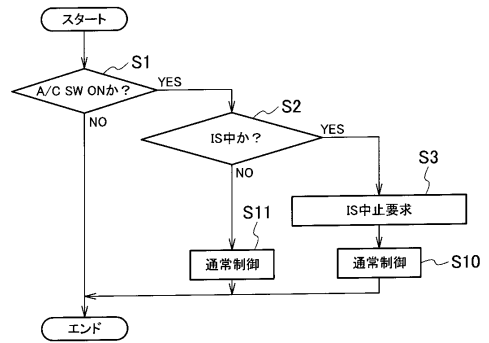 スタート
S1
A/C SW ONか?
YES
NO
S2
IS中か?
YES
NO
S3
IS中止要求
S11
通常制御
通常制御
S10
エンド